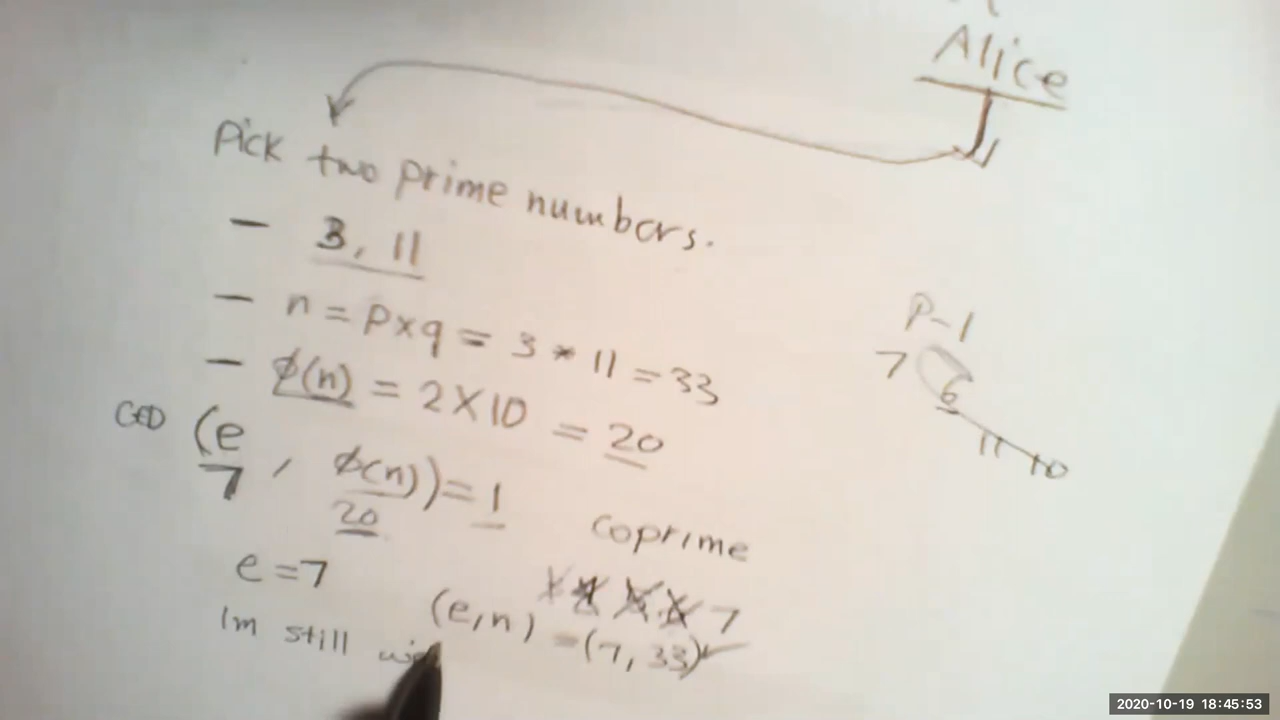 Alice
Pick two prime numbers.
- 3, 11
- n = p x q = 3 * 11 = 33
- ϕ(n) = 2 X 10 = 20
GCD (e, ϕ(n)) = 1
7 20
coprime
e = 7
7
(e, n) = (7, 33)✓
Im still
P-1
7 6
11 10
2020-10-19 18:45:53